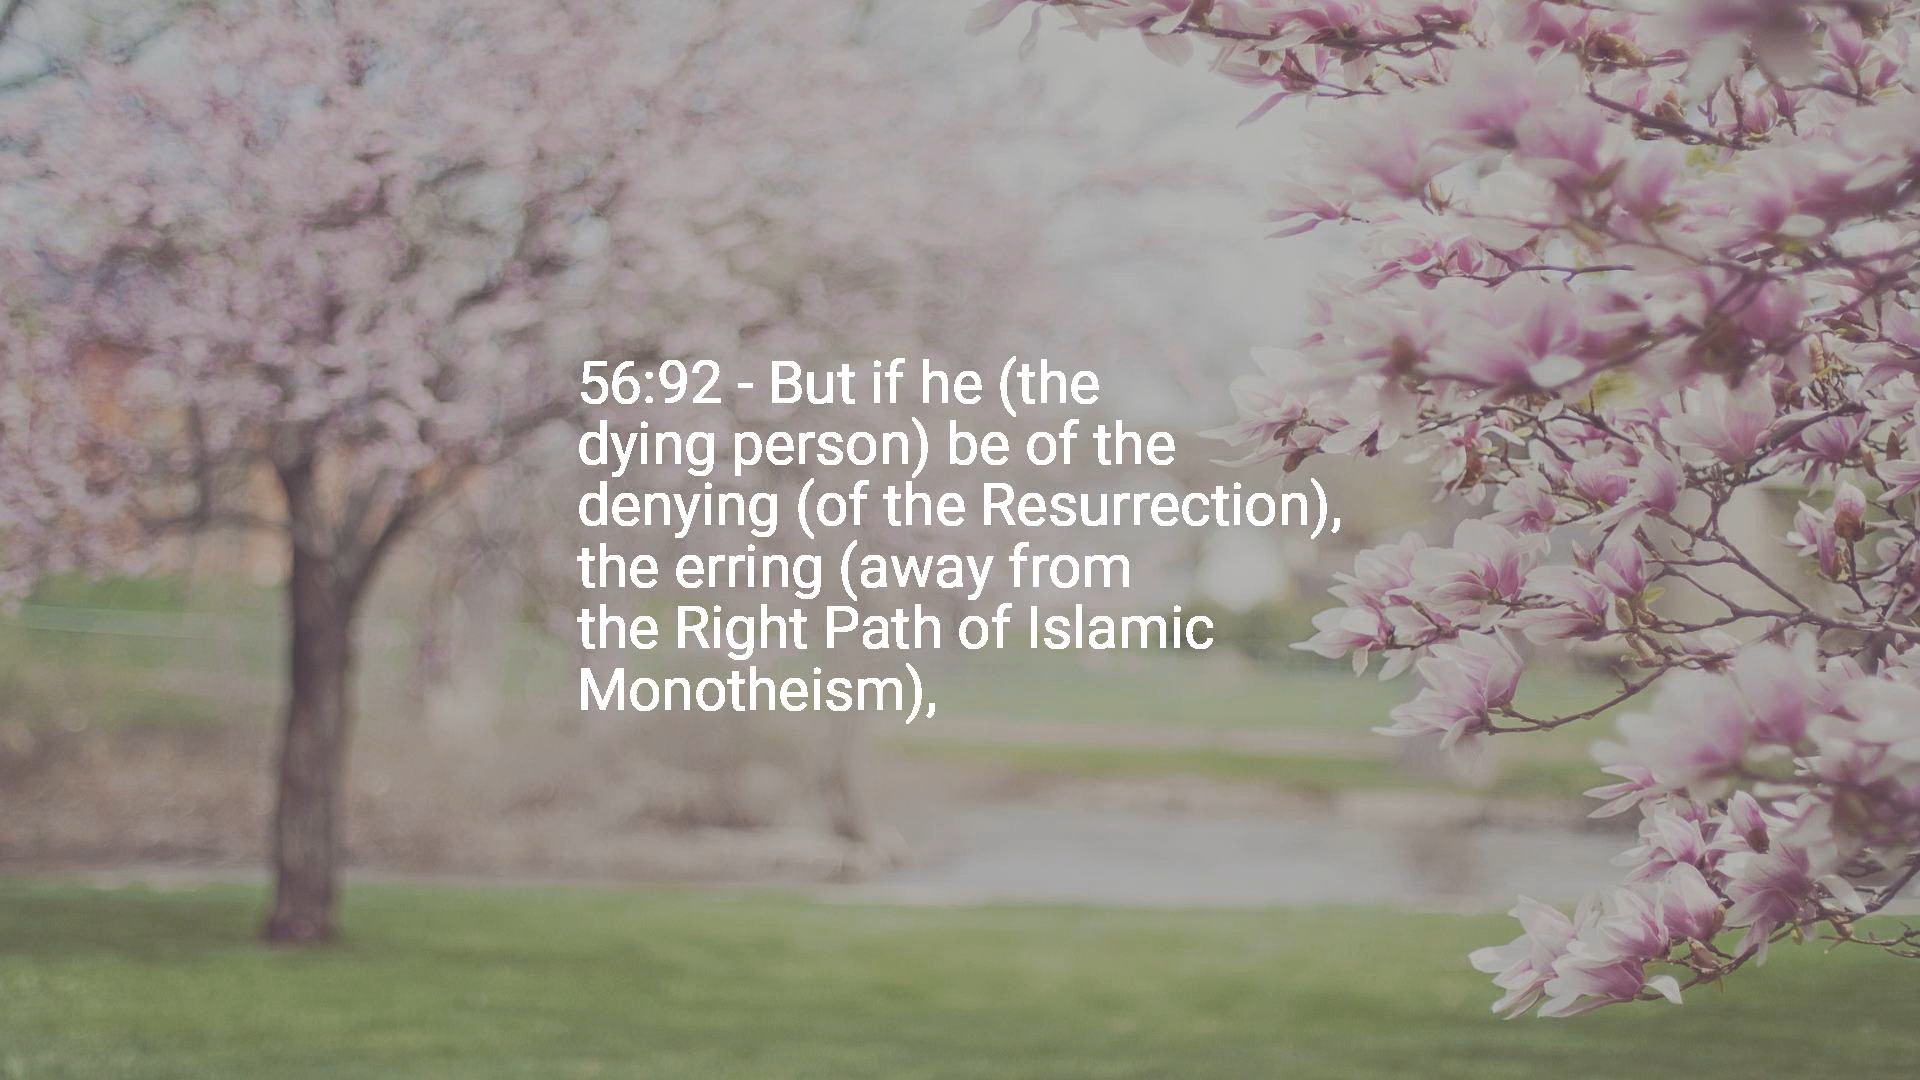 56:92 - But if he (the
dying person) be of the
denying (of the Resurrection),
the erring (away from
the Right Path of Islamic
Monotheism),